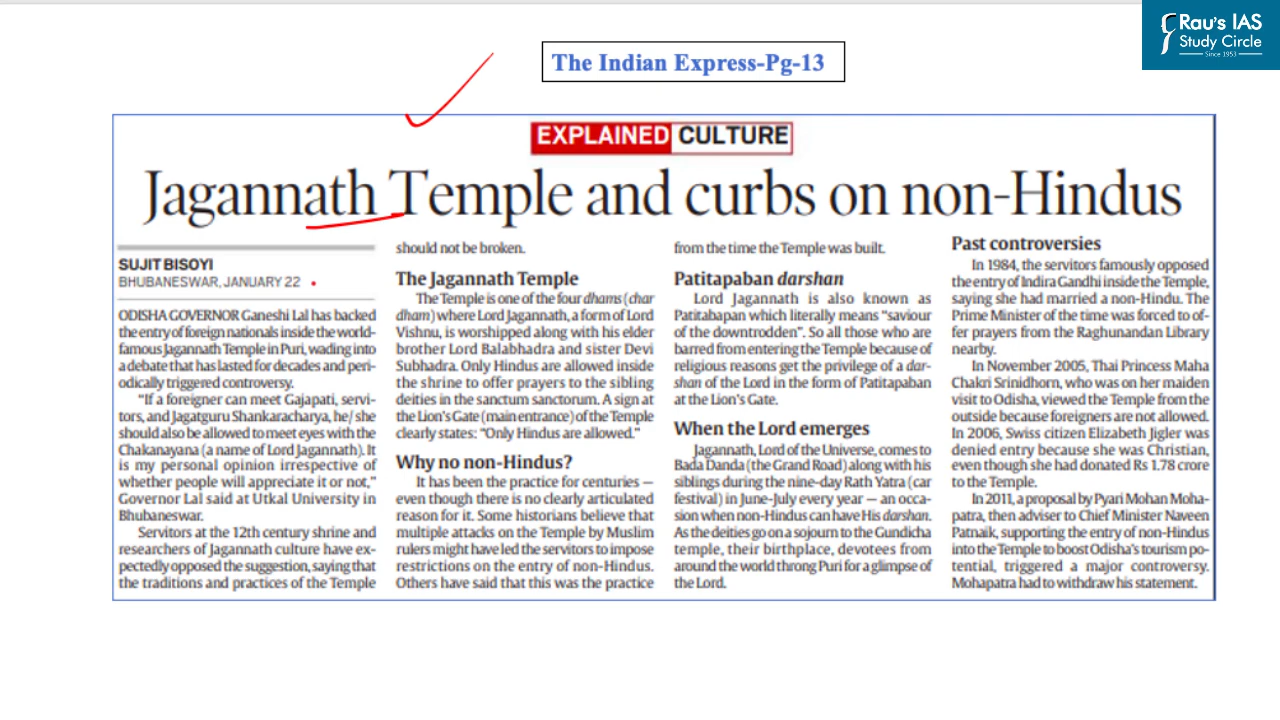 Rau's IAS
Study Circle
Since 1953
The Indian Express-Pg-13
EXPLAINED CULTURE
Jagannath Temple and curbs on non-Hindus
SUJIT BISOYI
BHUBANESWAR, JANUARY 22
ODISHA GOVERNOR Ganeshi Lal has backed
the entry of foreign nationals inside the world-
famous Jagannath Temple in Puri, wading into
a debate that has lasted for decades and peri-
odically triggered controversy.
"If a foreigner can meet Gajapati, servi-
tors, and Jagatguru Shankaracharya, he/ she
should also be allowed to meet eyes with the
Chakanayana (a name of Lord Jagannath). It
is my personal opinion irrespective of
whether people will appreciate it or not,"
Governor Lal said at Utkal University in
Bhubaneswar.
Servitors at the 12th century shrine and
researchers of Jagannath culture have ex-
pectedly opposed the suggestion, saying that
the traditions and practices of the Temple
should not be broken.
The Jagannath Temple
The Temple is one of the four dhams (char
dham) where Lord Jagannath, a form of Lord
Vishnu, is worshipped along with his elder
brother Lord Balabhadra and sister Devi
Subhadra. Only Hindus are allowed inside
the shrine to offer prayers to the sibling
deities in the sanctum sanctorum. A sign at
the Lion's Gate (main entrance) of the Temple
clearly states: "Only Hindus are allowed."
Why no non-Hindus?
It has been the practice for centuries —
even though there is no clearly articulated
reason for it. Some historians believe that
multiple attacks on the Temple by Muslim
rulers might have led the servitors to impose
restrictions on the entry of non-Hindus.
Others have said that this was the practice
from the time the Temple was built.
Patitapaban darshan
Lord Jagannath is also known as
Patitabapan which literally means "saviour
of the downtrodden". So all those who are
barred from entering the Temple because of
religious reasons get the privilege of a dar-
shan of the Lord in the form of Patitapaban
at the Lion's Gate.
When the Lord emerges
Jagannath, Lord of the Universe, comes to
Bada Danda (the Grand Road) along with his
siblings during the nine-day Rath Yatra (car
festival) in June-July every year — an occa-
sion when non-Hindus can have His darshan.
As the deities go on a sojourn to the Gundicha
temple, their birthplace, devotees from
around the world throng Puri for a glimpse of
the Lord.
Past controversies
In 1984, the servitors famously opposed
the entry of Indira Gandhi inside the Temple,
saying she had married a non-Hindu. The
Prime Minister of the time was forced to of-
fer prayers from the Raghunandan Library
nearby.
In November 2005, Thai Princess Maha
Chakri Srinidhorn, who was on her maiden
visit to Odisha, viewed the Temple from the
outside because foreigners are not allowed.
In 2006, Swiss citizen Elizabeth Jigler was
denied entry because she was Christian,
even though she had donated Rs 1.78 crore
to the Temple.
In 2011, a proposal by Pyari Mohan Moha-
patra, then adviser to Chief Minister Naveen
Patnaik, supporting the entry of non-Hindus
into the Temple to boost Odisha's tourism po-
tential, triggered a major controversy.
Mohapatra had to withdraw his statement.